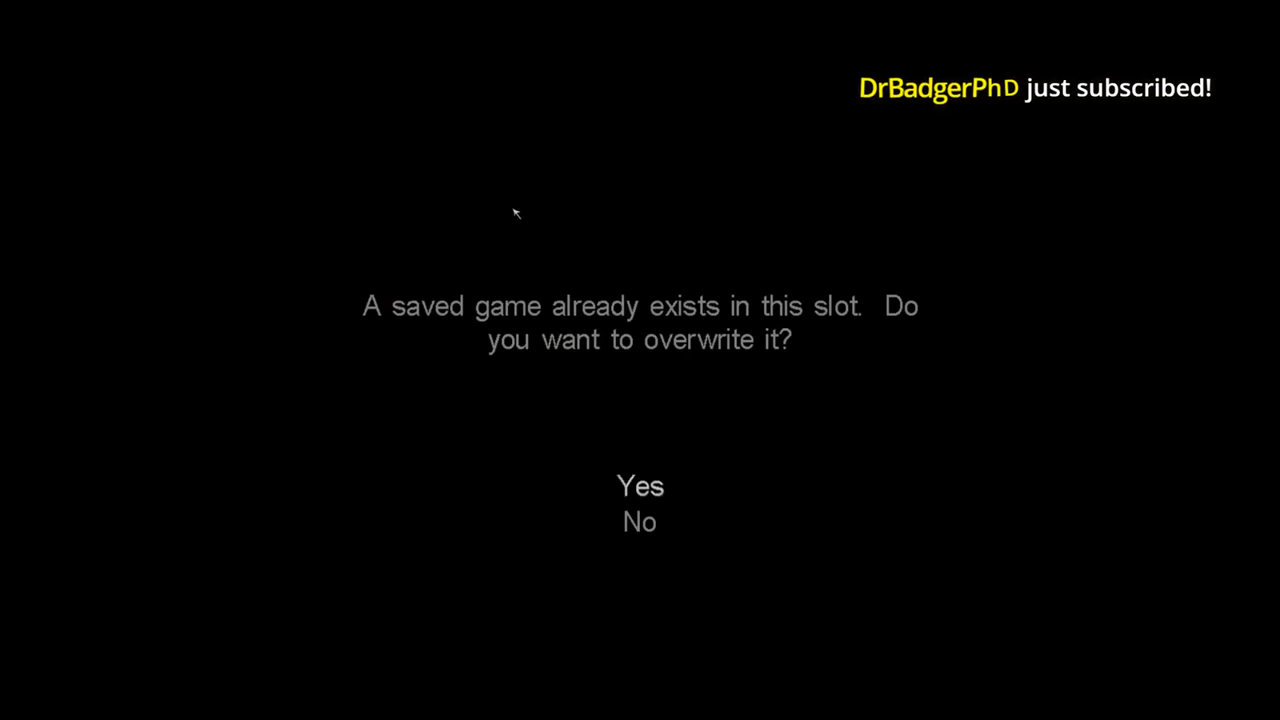 DrBadgerPhD just subscribed!
A saved game already exists in this slot.  Do
you want to overwrite it?
Yes
No